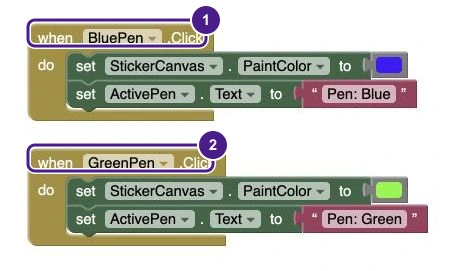 1
when BluePen .Click
do set StickerCanvas . PaintColor to
set ActivePen . Text to “ Pen: Blue ”
2
when GreenPen .Click
do set StickerCanvas . PaintColor to
set ActivePen . Text to “ Pen: Green ”